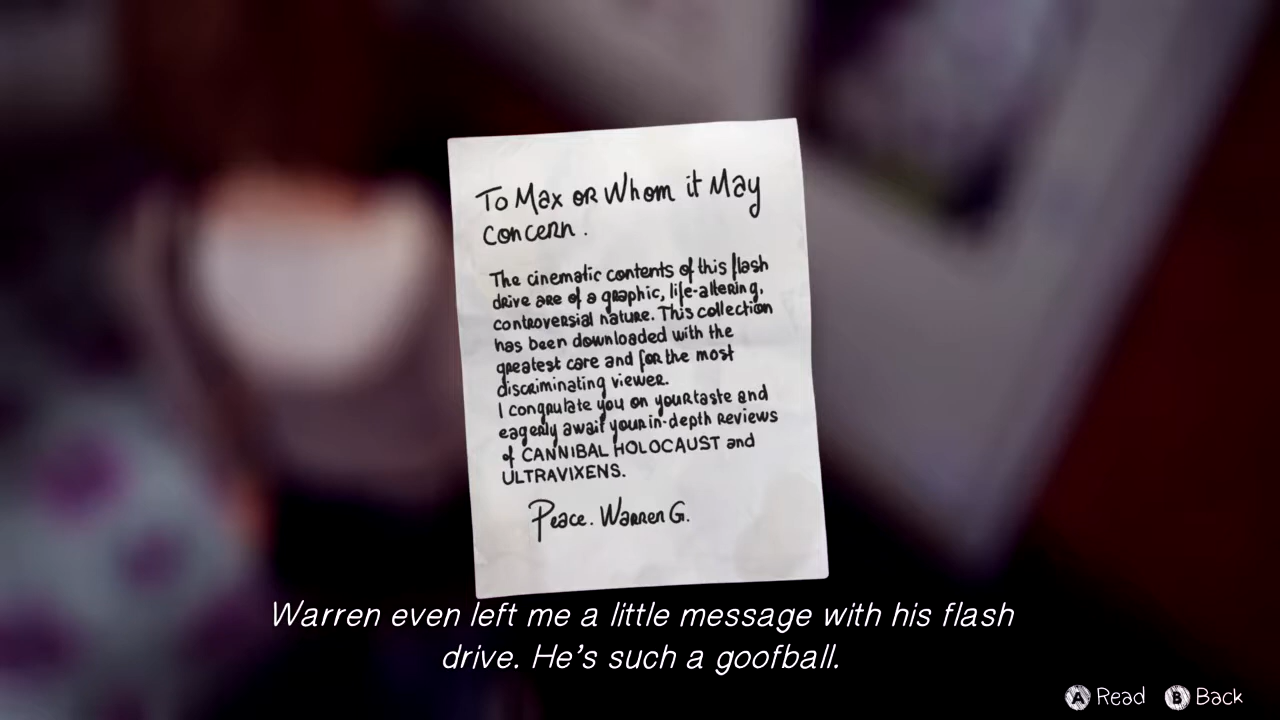 To Max or Whom it May
Concern.
The cinematic contents of this flash
drive are of a graphic, life-altering,
controversial nature. This collection
has been downloaded with the
greatest care and for the most
discriminating viewer.
I congrulate you on your taste and
eagerly await your in-depth reviews
of CANNIBAL HOLOCAUST and
ULTRAVIXENS.
Peace. Warren G.
Warren even left me a little message with his flash
drive. He's such a goofball.
A Read B Back